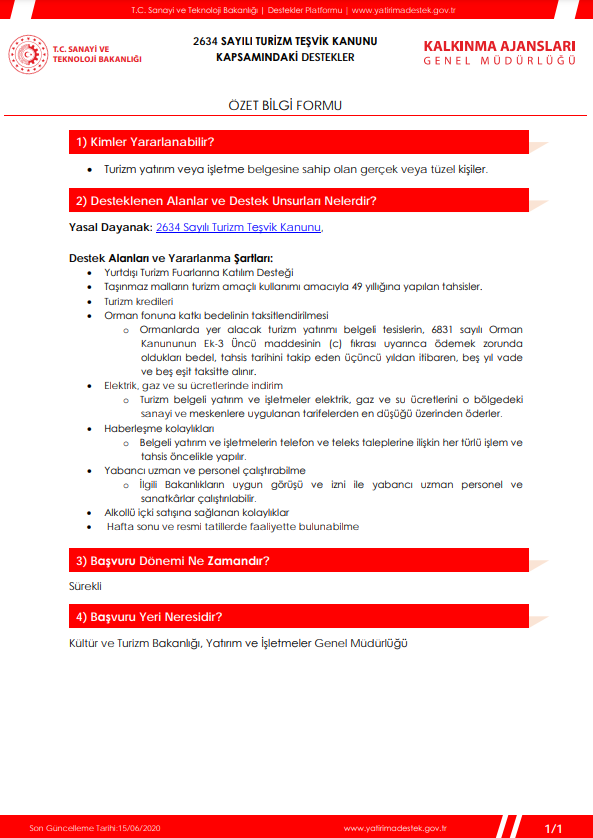 T.C. Sanayi ve Teknoloji Bakanlığı | Destekler Platformu | www.yatirimadestek.gov.tr
T.C. SANAYİ VE
TEKNOLOJİ BAKANLIĞI
2634 SAYILI TURİZM TEŞVİK KANUNU
KAPSAMINDAKİ DESTEKLER
KALKINMA AJANSLARI
GENEL MÜDÜRLÜĞÜ
ÖZET BİLGİ FORMU
1) Kimler Yararlanabilir?
• Turizm yatırım veya işletme belgesine sahip olan gerçek veya tüzel kişiler.
2) Desteklenen Alanlar ve Destek Unsurları Nelerdir?
Yasal Dayanak: 2634 Sayılı Turizm Teşvik Kanunu,
Destek Alanları ve Yararlanma Şartları:
• Yurtdışı Turizm Fuarlarına Katılım Desteği
• Taşınmaz malların turizm amaçlı kullanımı amacıyla 49 yıllığına yapılan tahsisler.
• Turizm kredileri
• Orman fonuna katkı bedelinin taksitlendirilmesi
o Ormanlarda yer alacak turizm yatırımı belgeli tesislerin, 6831 sayılı Orman
Kanununun Ek-3 Üncü maddesinin (c) fıkrası uyarınca ödemek zorunda
oldukları bedel, tahsis tarihini takip eden üçüncü yıldan itibaren, beş yıl vade
ve beş eşit taksitte alınır.
• Elektrik, gaz ve su ücretlerinde indirim
o Turizm belgeli yatırım ve işletmeler elektrik, gaz ve su ücretlerini o bölgedeki
sanayi ve meskenlere uygulanan tarifelerden en düşüğü üzerinden öderler.
• Haberleşme kolaylıkları
o Belgeli yatırım ve işletmelerin telefon ve teleks taleplerine ilişkin her türlü işlem ve
tahsis öncelikle yapılır.
• Yabancı uzman ve personel çalıştırabilme
o İlgili Bakanlıkların uygun görüşü ve izni ile yabancı uzman personel ve
sanatkârlar çalıştırılabilir.
• Alkollü içki satışına sağlanan kolaylıklar
• Hafta sonu ve resmi tatillerde faaliyette bulunabilme
3) Başvuru Dönemi Ne Zamandır?
Sürekli
4) Başvuru Yeri Neresidir?
Kültür ve Turizm Bakanlığı, Yatırım ve İşletmeler Genel Müdürlüğü
Son Güncelleme Tarihi:15/06/2020
www.yatirimadestek.gov.tr
1/1